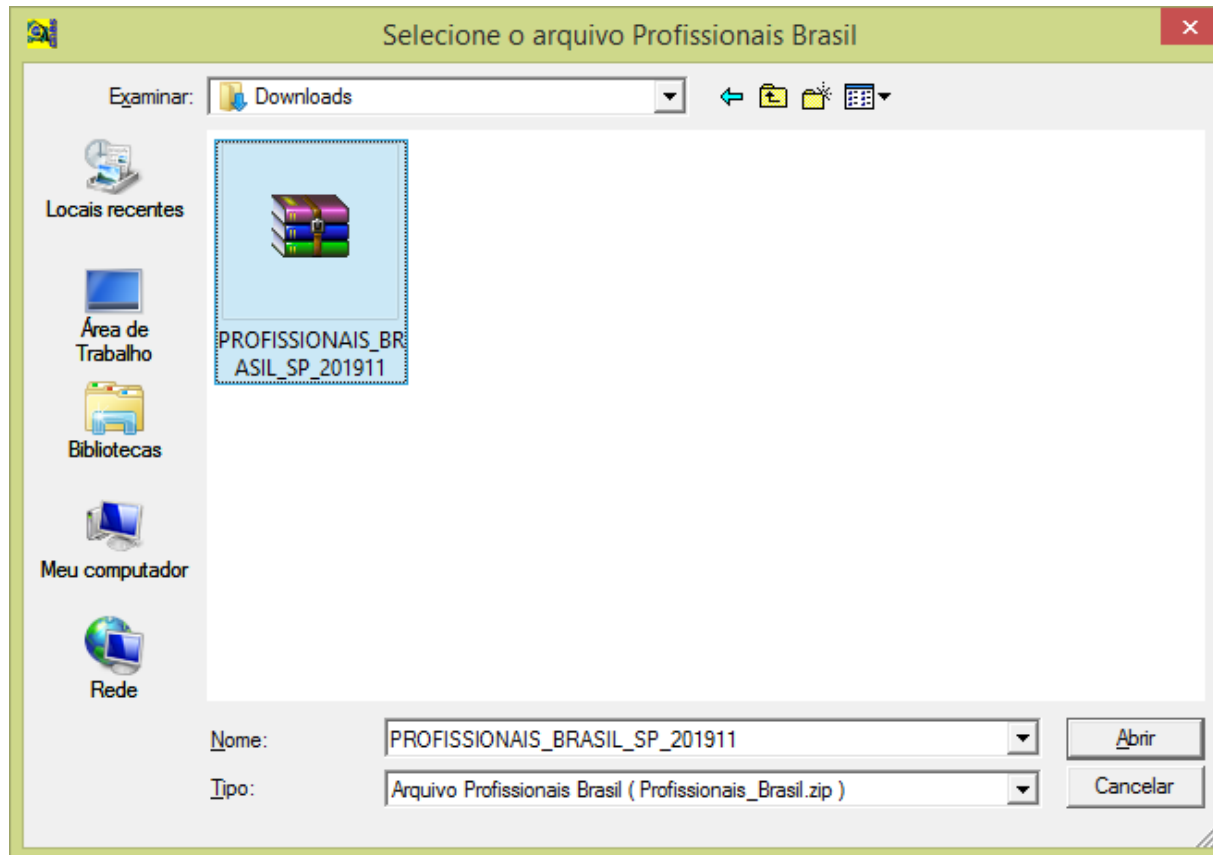 Selecione o arquivo Profissionais Brasil
Examinar:
Downloads
Locais recentes
Área de
Trabalho
Bibliotecas
Meu computador
Rede
PROFISSIONAIS_BR
ASIL_SP_201911
Nome:
PROFISSIONAIS_BRASIL_SP_201911
Abrir
Tipo:
Arquivo Profissionais Brasil ( Profissionais_Brasil.zip )
Cancelar